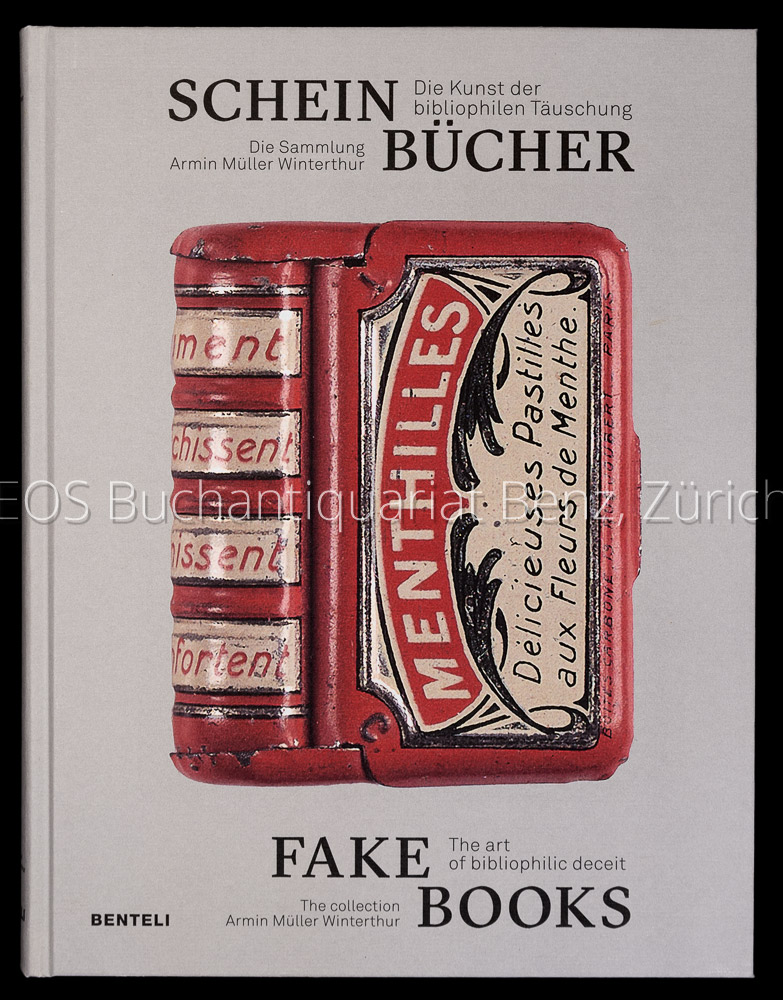 SCHEIN
Die Kunst der
bibliophilen Täuschung
Die Sammlung
Armin Müller Winterthur
BÜCHER
ment
chissent
issent
fortent
MENTHILLES
Délicieuses Pastilles
aux Fleurs de Menthe.
PARIS
EOS Buchantiquariat Benz, Zürich
FAKE
The art
of bibliophilic deceit
The collection
Armin Müller Winterthur
BOOKS
BENTELI